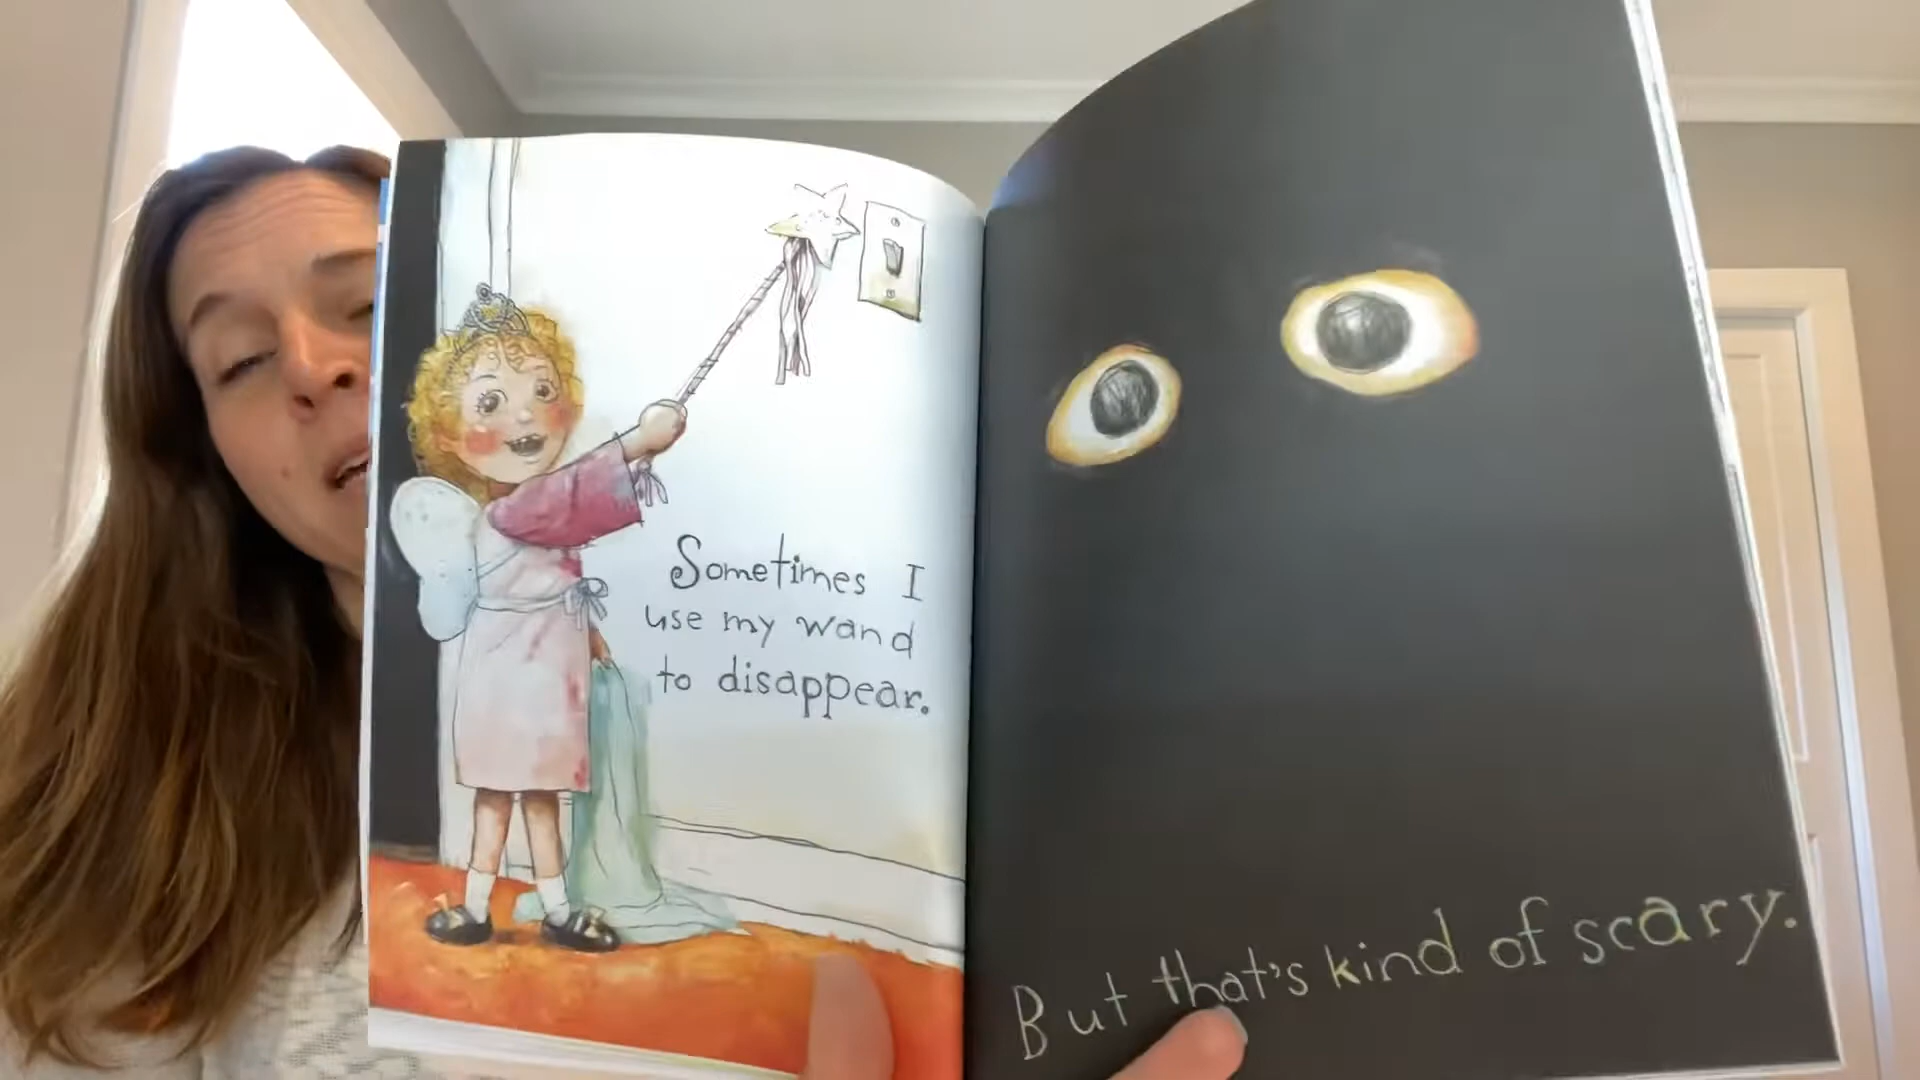 Sometimes I
use my wand
to disappear.
But that's kind of scary.